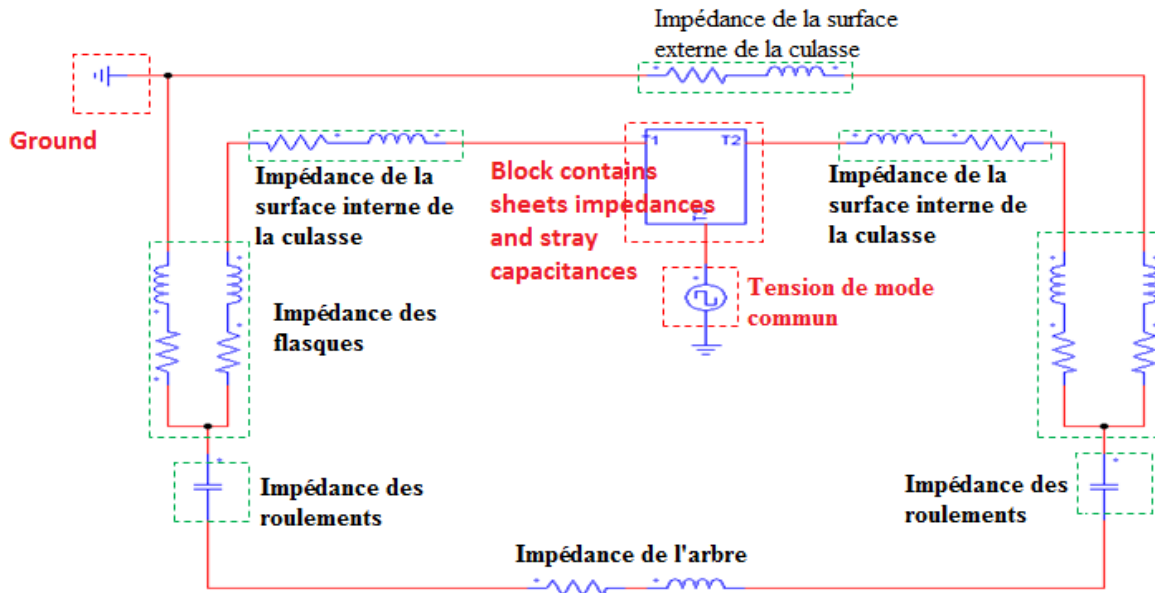 Impédance de la surface
externe de la culasse
Ground
T1
T2
T3
Block contains
sheets impedances
and stray
capacitances
Impédance de la
surface interne de
la culasse
Impédance de la
surface interne de
la culasse
Tension de mode
commun
Impédance des
flasques
Impédance des
roulements
Impédance des
roulements
Impédance de l'arbre